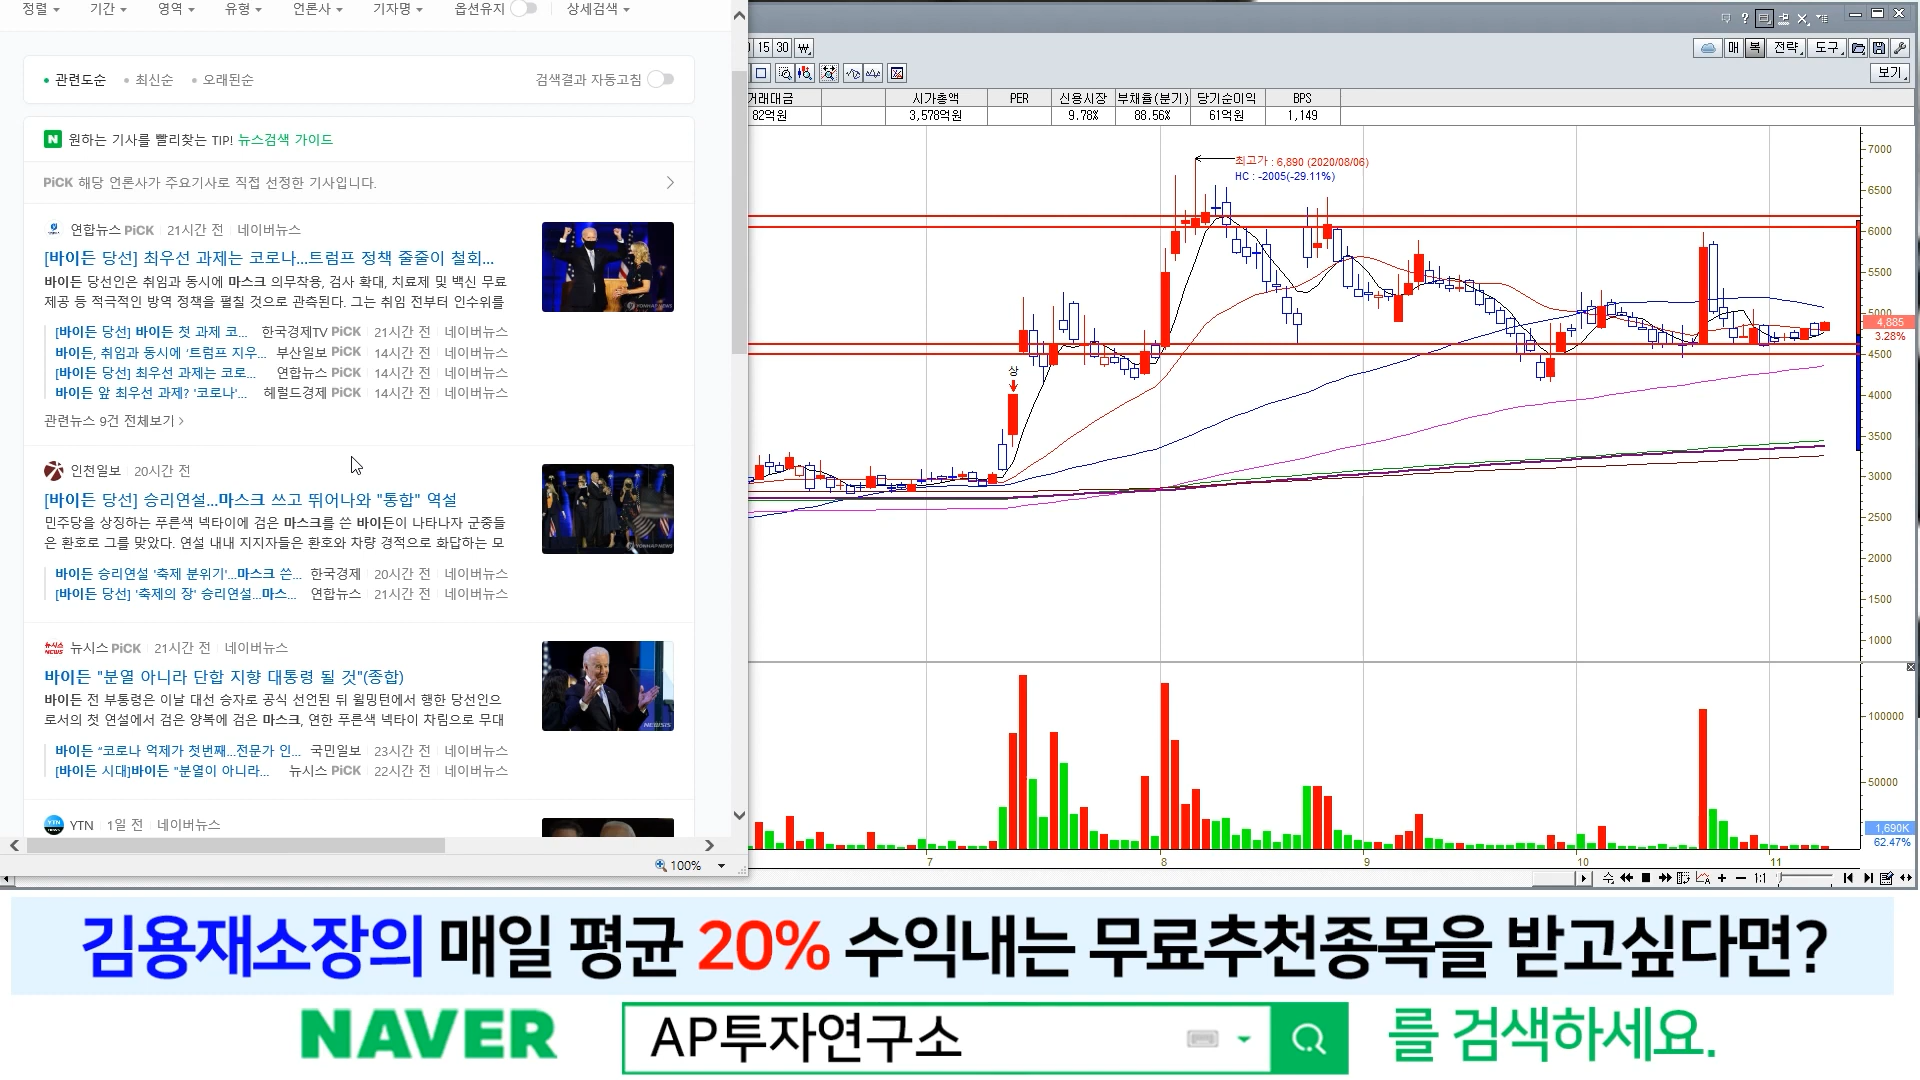 정렬 기간 영역 유형 언론사 기자명 옵션유지 상세검색
관련도순 최신순 오래된순 검색결과 자동고침
N 원하는 기사를 빨리찾는 TIP! 뉴스검색 가이드
PiCK 해당 언론사가 주요기사로 직접 선정한 기사입니다.
연합뉴스 PiCK 21시간 전 네이버뉴스
[바이든 당선] 최우선 과제는 코로나...트럼프 정책 줄줄이 철회...
바이든 당선인은 취임과 동시에 마스크 의무착용, 검사 확대, 치료제 및 백신 무료
제공 등 적극적인 방역 정책을 펼칠 것으로 관측된다. 그는 취임 전부터 인수위를
[바이든 당선] 바이든 첫 과제 코... 한국경제TV PiCK 21시간 전 네이버뉴스
바이든, 취임과 동시에 '트럼프 지우... 부산일보 PiCK 14시간 전 네이버뉴스
[바이든 당선] 최우선 과제는 코로... 연합뉴스 PiCK 14시간 전 네이버뉴스
바이든 앞 최우선 과제? '코로나'... 헤럴드경제 PiCK 14시간 전 네이버뉴스
관련뉴스 9건 전체보기
인천일보 20시간 전
[바이든 당선] 승리연설...마스크 쓰고 뛰어나와 "통합" 역설
민주당을 상징하는 푸른색 넥타이에 검은 마스크를 쓴 바이든이 나타나자 군중들
은 환호로 그를 맞았다. 연설 내내 지지자들은 환호와 차량 경적으로 화답하는 모
바이든 승리연설 '축제 분위기'...마스크 쓴... 한국경제 20시간 전 네이버뉴스
[바이든 당선] '축제의 장' 승리연설...마스... 연합뉴스 21시간 전 네이버뉴스
뉴시스 PiCK 21시간 전 네이버뉴스
바이든 "분열 아니라 단합 지향 대통령 될 것"(종합)
바이든 전 부통령은 이날 대선 승자로 공식 선언된 뒤 윌밍턴에서 행한 당선인으
로서의 첫 연설에서 검은 양복에 검은 마스크, 연한 푸른색 넥타이 차림으로 무대
바이든 "코로나 억제가 첫번째...전문가 인... 국민일보 23시간 전 네이버뉴스
[바이든 시대]바이든 "분열이 아니라... 뉴시스 PiCK 22시간 전 네이버뉴스
YTN 1일 전 네이버뉴스
100%
15 30
매 복 전략 도구
보기
거래대금 시가총액 PER 신용시장 부채율(분기) 당기순이익 BPS
82억원 3,578억원 9.78% 88.56% 61억원 1,149
최고가 : 6,890 (2020/08/06)
HC : -2005(-29.11%)
상
7000
6500
6000
5500
5000
4,885
3.28%
4500
4000
3500
3000
2500
2000
1500
1000
100000
50000
1,690K
62.47%
7 8 9 10 11
1:1
김용재소장의 매일 평균 20% 수익내는 무료추천종목을 받고싶다면?
NAVER AP투자연구소 를 검색하세요.